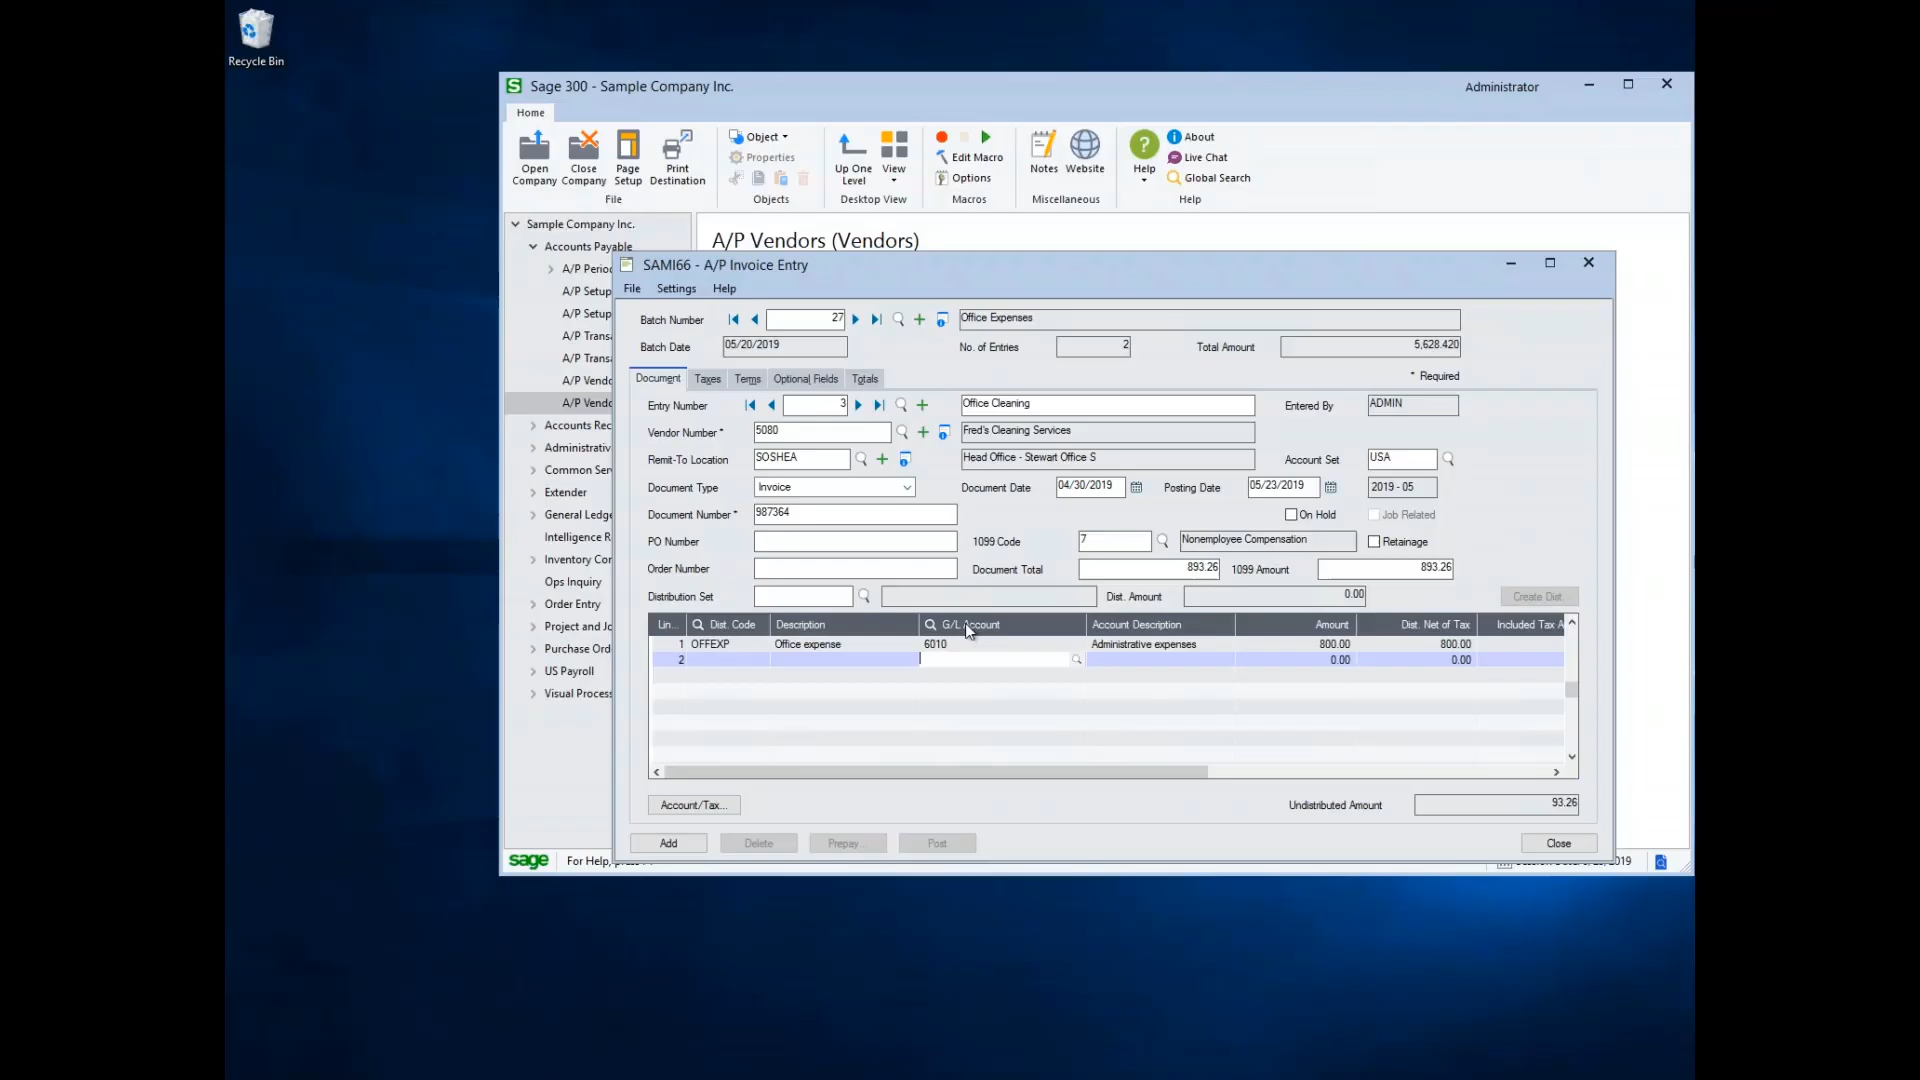 Recycle Bin
Sage 300 - Sample Company Inc.
Administrator
Home
Open Company
Close Company
Page Setup
Print Destination
File
Object
Properties
Objects
Up One Level
View
Desktop View
Edit Macro
Options
Macros
Notes
Website
Miscellaneous
Help
About
Live Chat
Global Search
Help
Sample Company Inc.
Accounts Payable
A/P Perio
A/P Setup
A/P Setup
A/P Transa
A/P Transa
A/P Vendo
A/P Vendo
Accounts Rec
Administrativ
Common Ser
Extender
General Ledge
Intelligence R
Inventory Cor
Ops Inquiry
Order Entry
Project and Jo
Purchase Ord
US Payroll
Visual Process
A/P Vendors (Vendors)
SAMI66 - A/P Invoice Entry
File Settings Help
Batch Number 27 Office Expenses
Batch Date 05/20/2019 No. of Entries 2 Total Amount 5,628.420
Document Taxes Terms Optional Fields Totals * Required
Entry Number 3 Office Cleaning Entered By ADMIN
Vendor Number * 5080 Fred's Cleaning Services
Remit-To Location SOSHEA Head Office - Stewart Office S Account Set USA
Document Type Invoice Document Date 04/30/2019 Posting Date 05/23/2019 2019 - 05
Document Number * 987364 On Hold Job Related
PO Number 1099 Code 7 Nonemployee Compensation Retainage
Order Number Document Total 893.26 1099 Amount 893.26
Distribution Set Dist. Amount 0.00 Create Dist.
Lin... Dist. Code Description G/L Account Account Description Amount Dist. Net of Tax Included Tax A
1 OFFEXP Office expense 6010 Administrative expenses 800.00 800.00
2 0.00 0.00
Account/Tax... Undistributed Amount 93.26
Add Delete Prepay... Post Close
sage For Help,